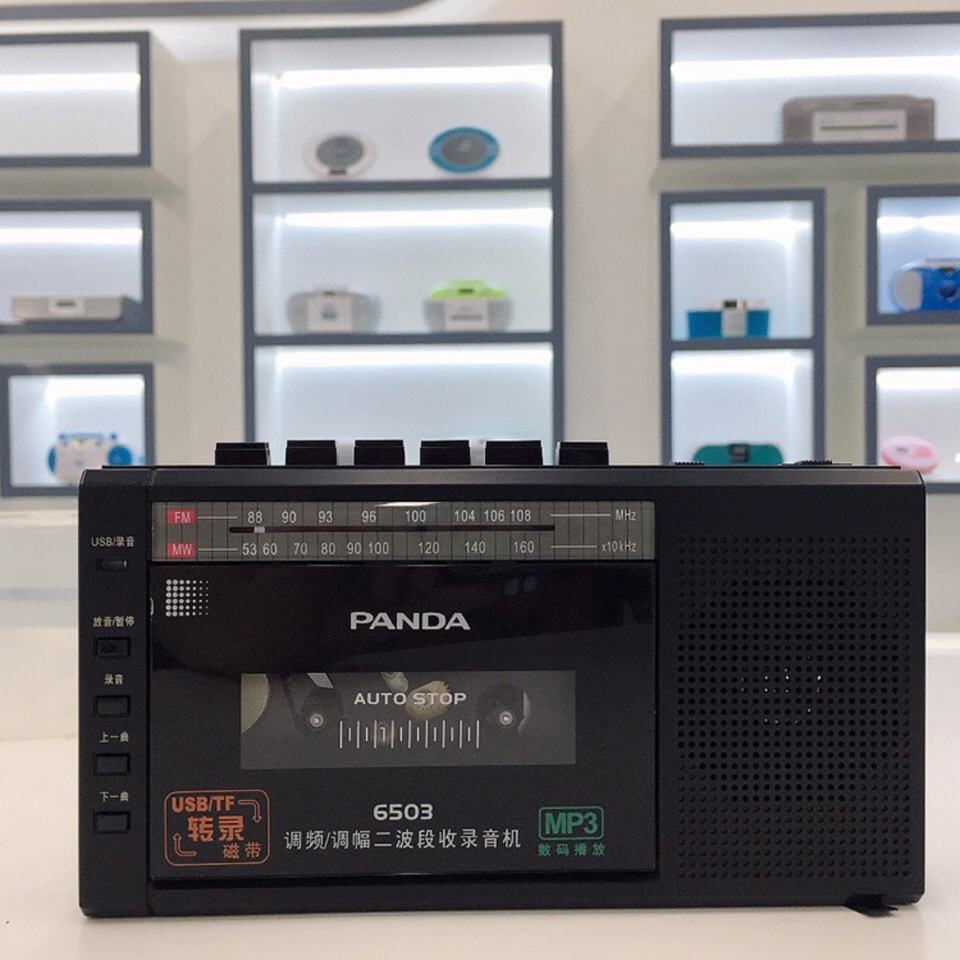 FM 88 90 93 96 100 104 106 108 MHz
MW 53 60 70 80 90 100 120 140 160 x10kHz
USB/录音
放音/暂停
录音
上一曲
下一曲
PANDA
AUTO STOP
6503
调频/调幅二波段收录音机
USB/TF
转录
磁带
MP3
数码播放